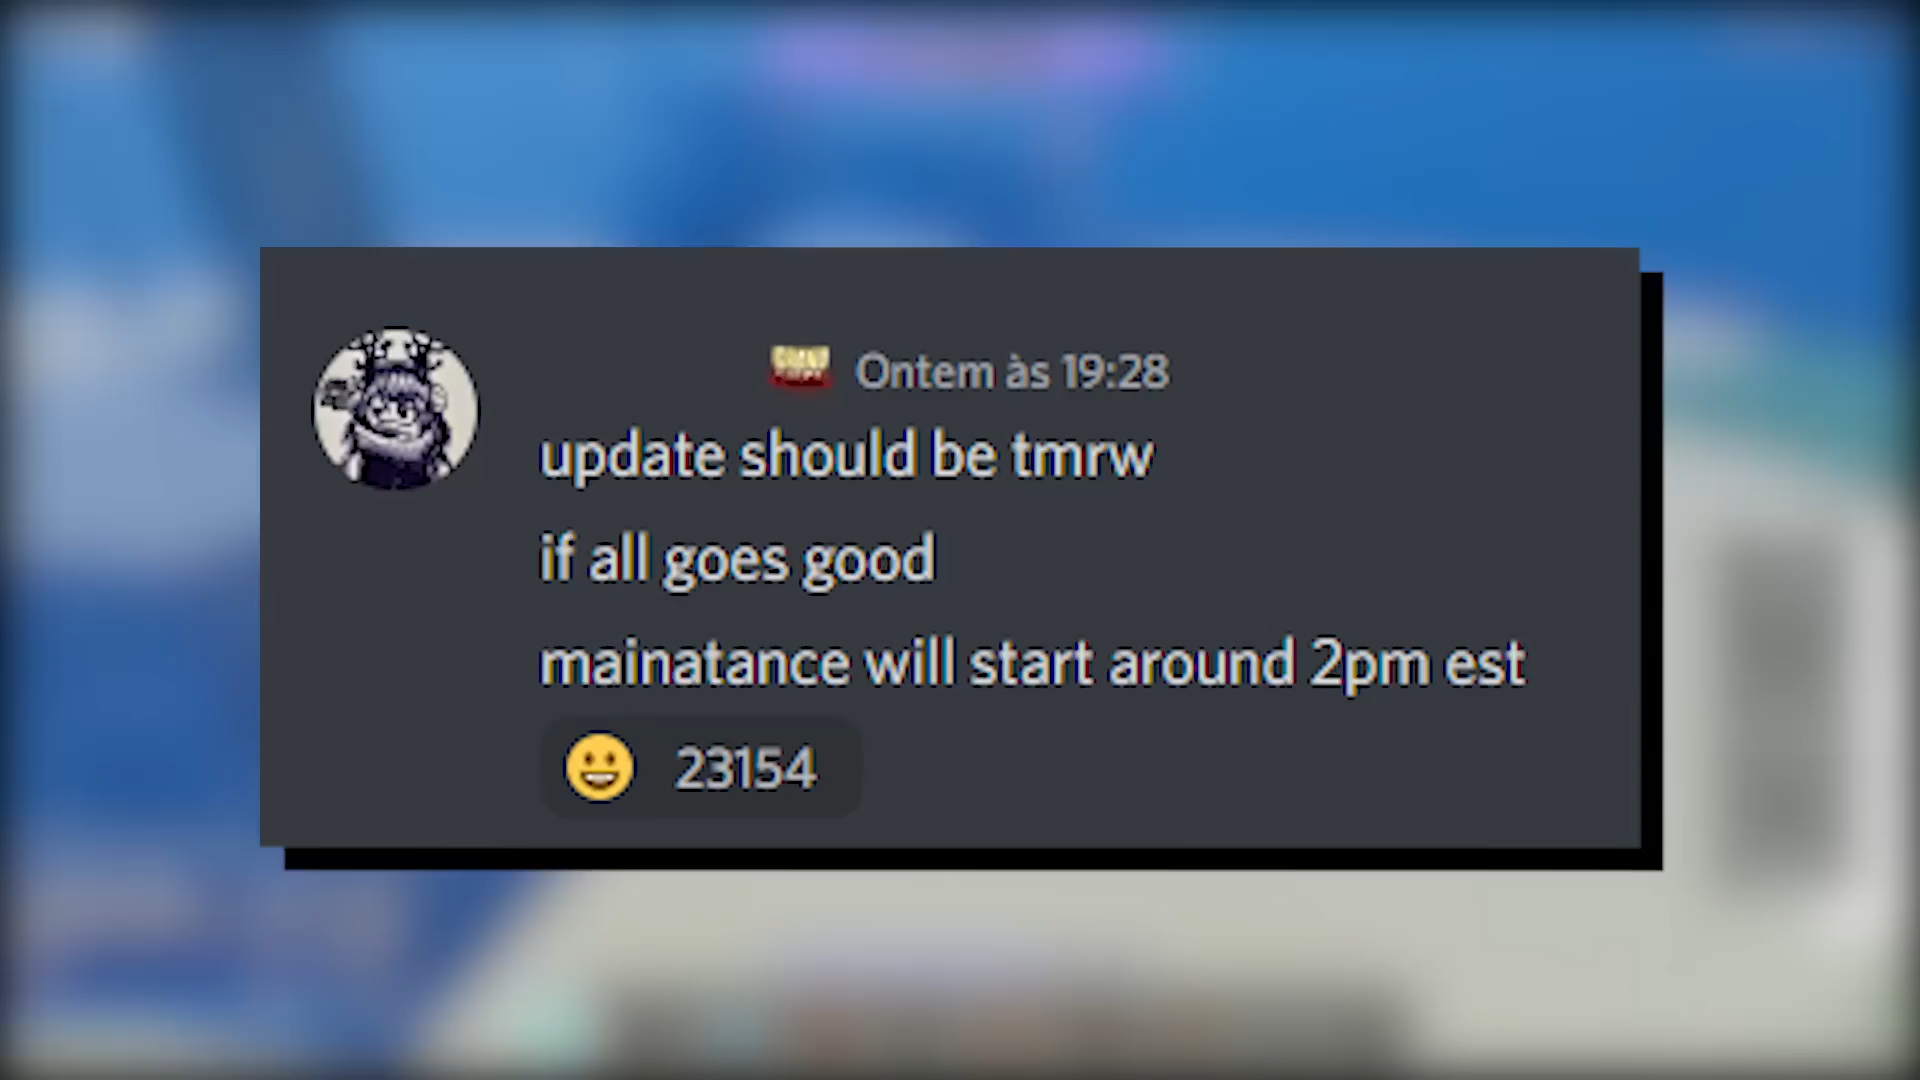 Ontem às 19:28
update should be tmrw
if all goes good
mainatance will start around 2pm est
23154